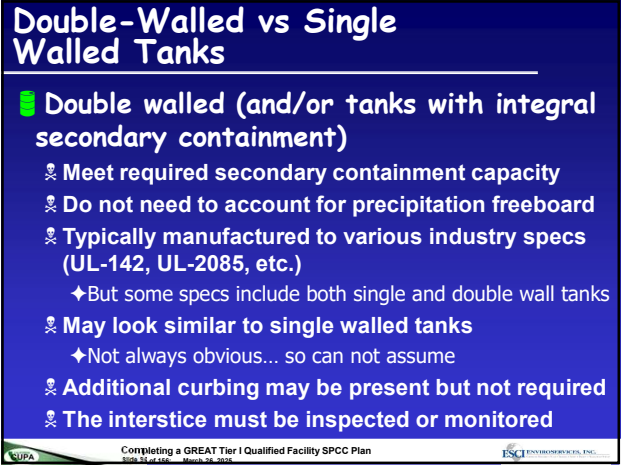 Double-Walled vs Single
Walled Tanks
Double walled (and/or tanks with integral
secondary containment)
Meet required secondary containment capacity
Do not need to account for precipitation freeboard
Typically manufactured to various industry specs
(UL-142, UL-2085, etc.)
But some specs include both single and double wall tanks
May look similar to single walled tanks
Not always obvious… so can not assume
Additional curbing may be present but not required
The interstice must be inspected or monitored
CUPA
Completing a GREAT Tier I Qualified Facility SPCC Plan
Slide 94 of 156: March 26, 2025
ESCI ENVIROSERVICES, INC.